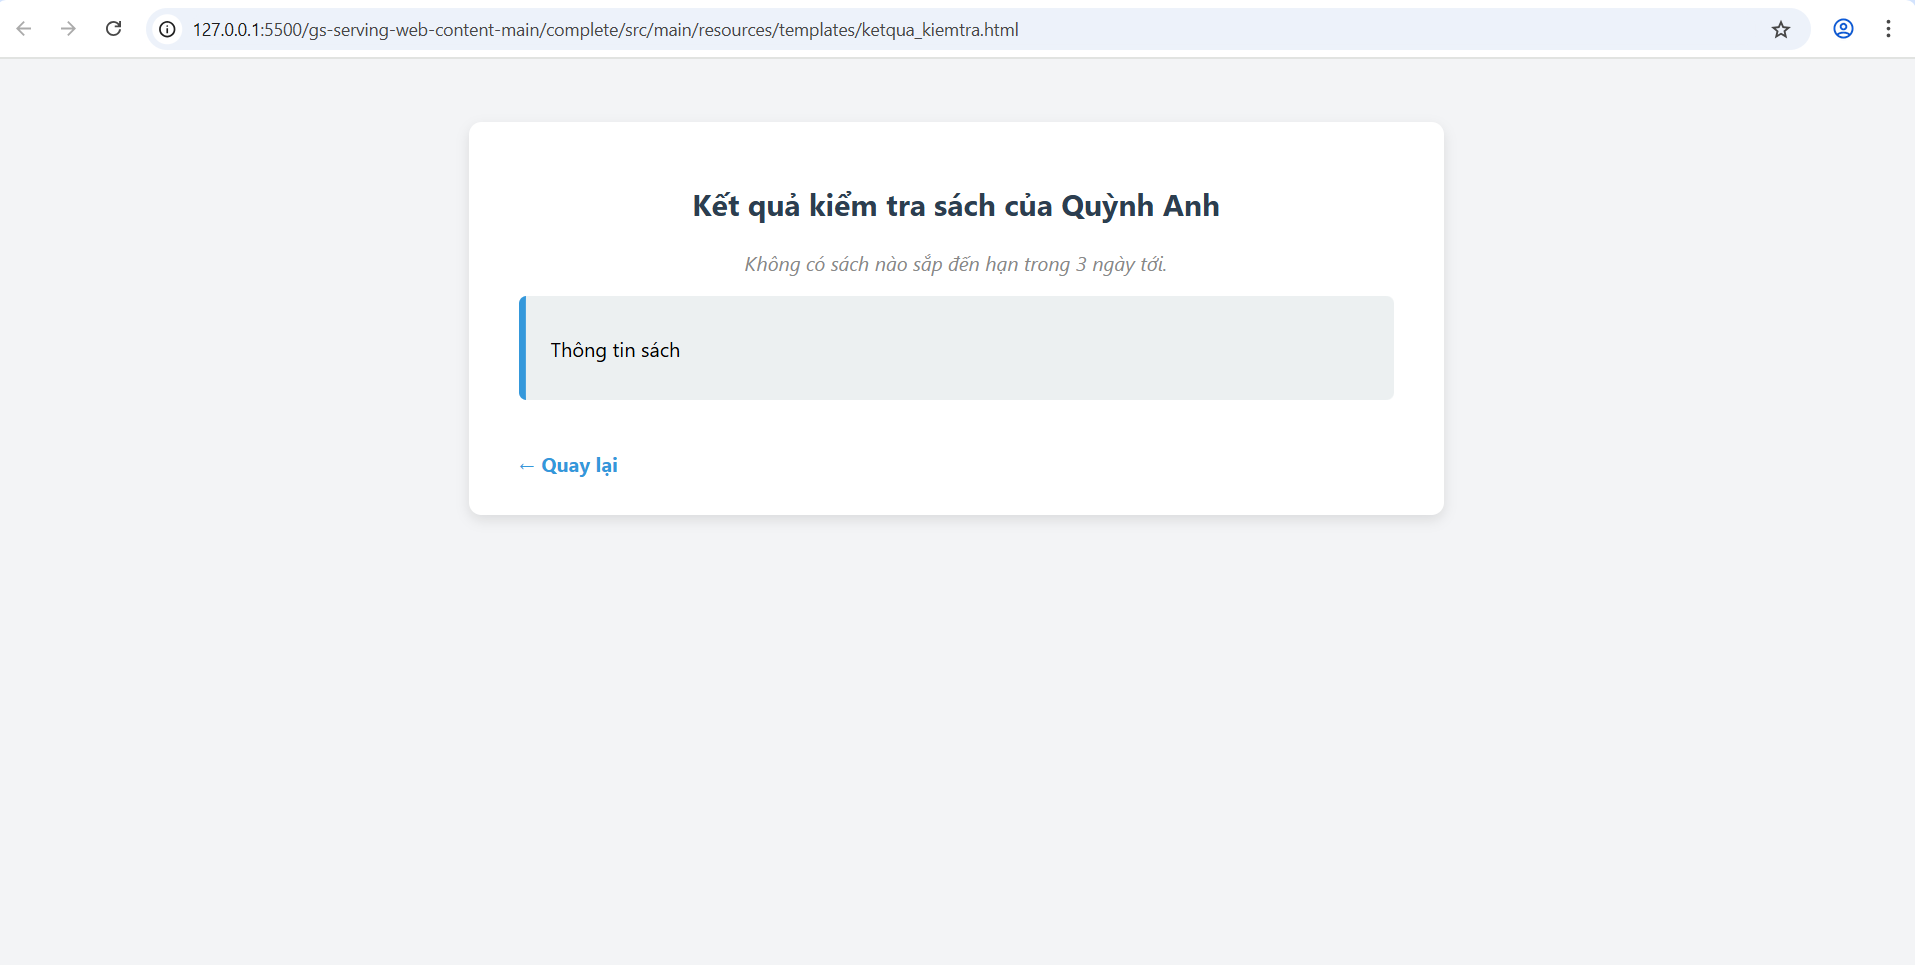 127.0.0.1:5500/gs-serving-web-content-main/complete/src/main/resources/templates/ketqua_kiemtra.html
Kết quả kiểm tra sách của Quỳnh Anh
Không có sách nào sắp đến hạn trong 3 ngày tới.
Thông tin sách
← Quay lại